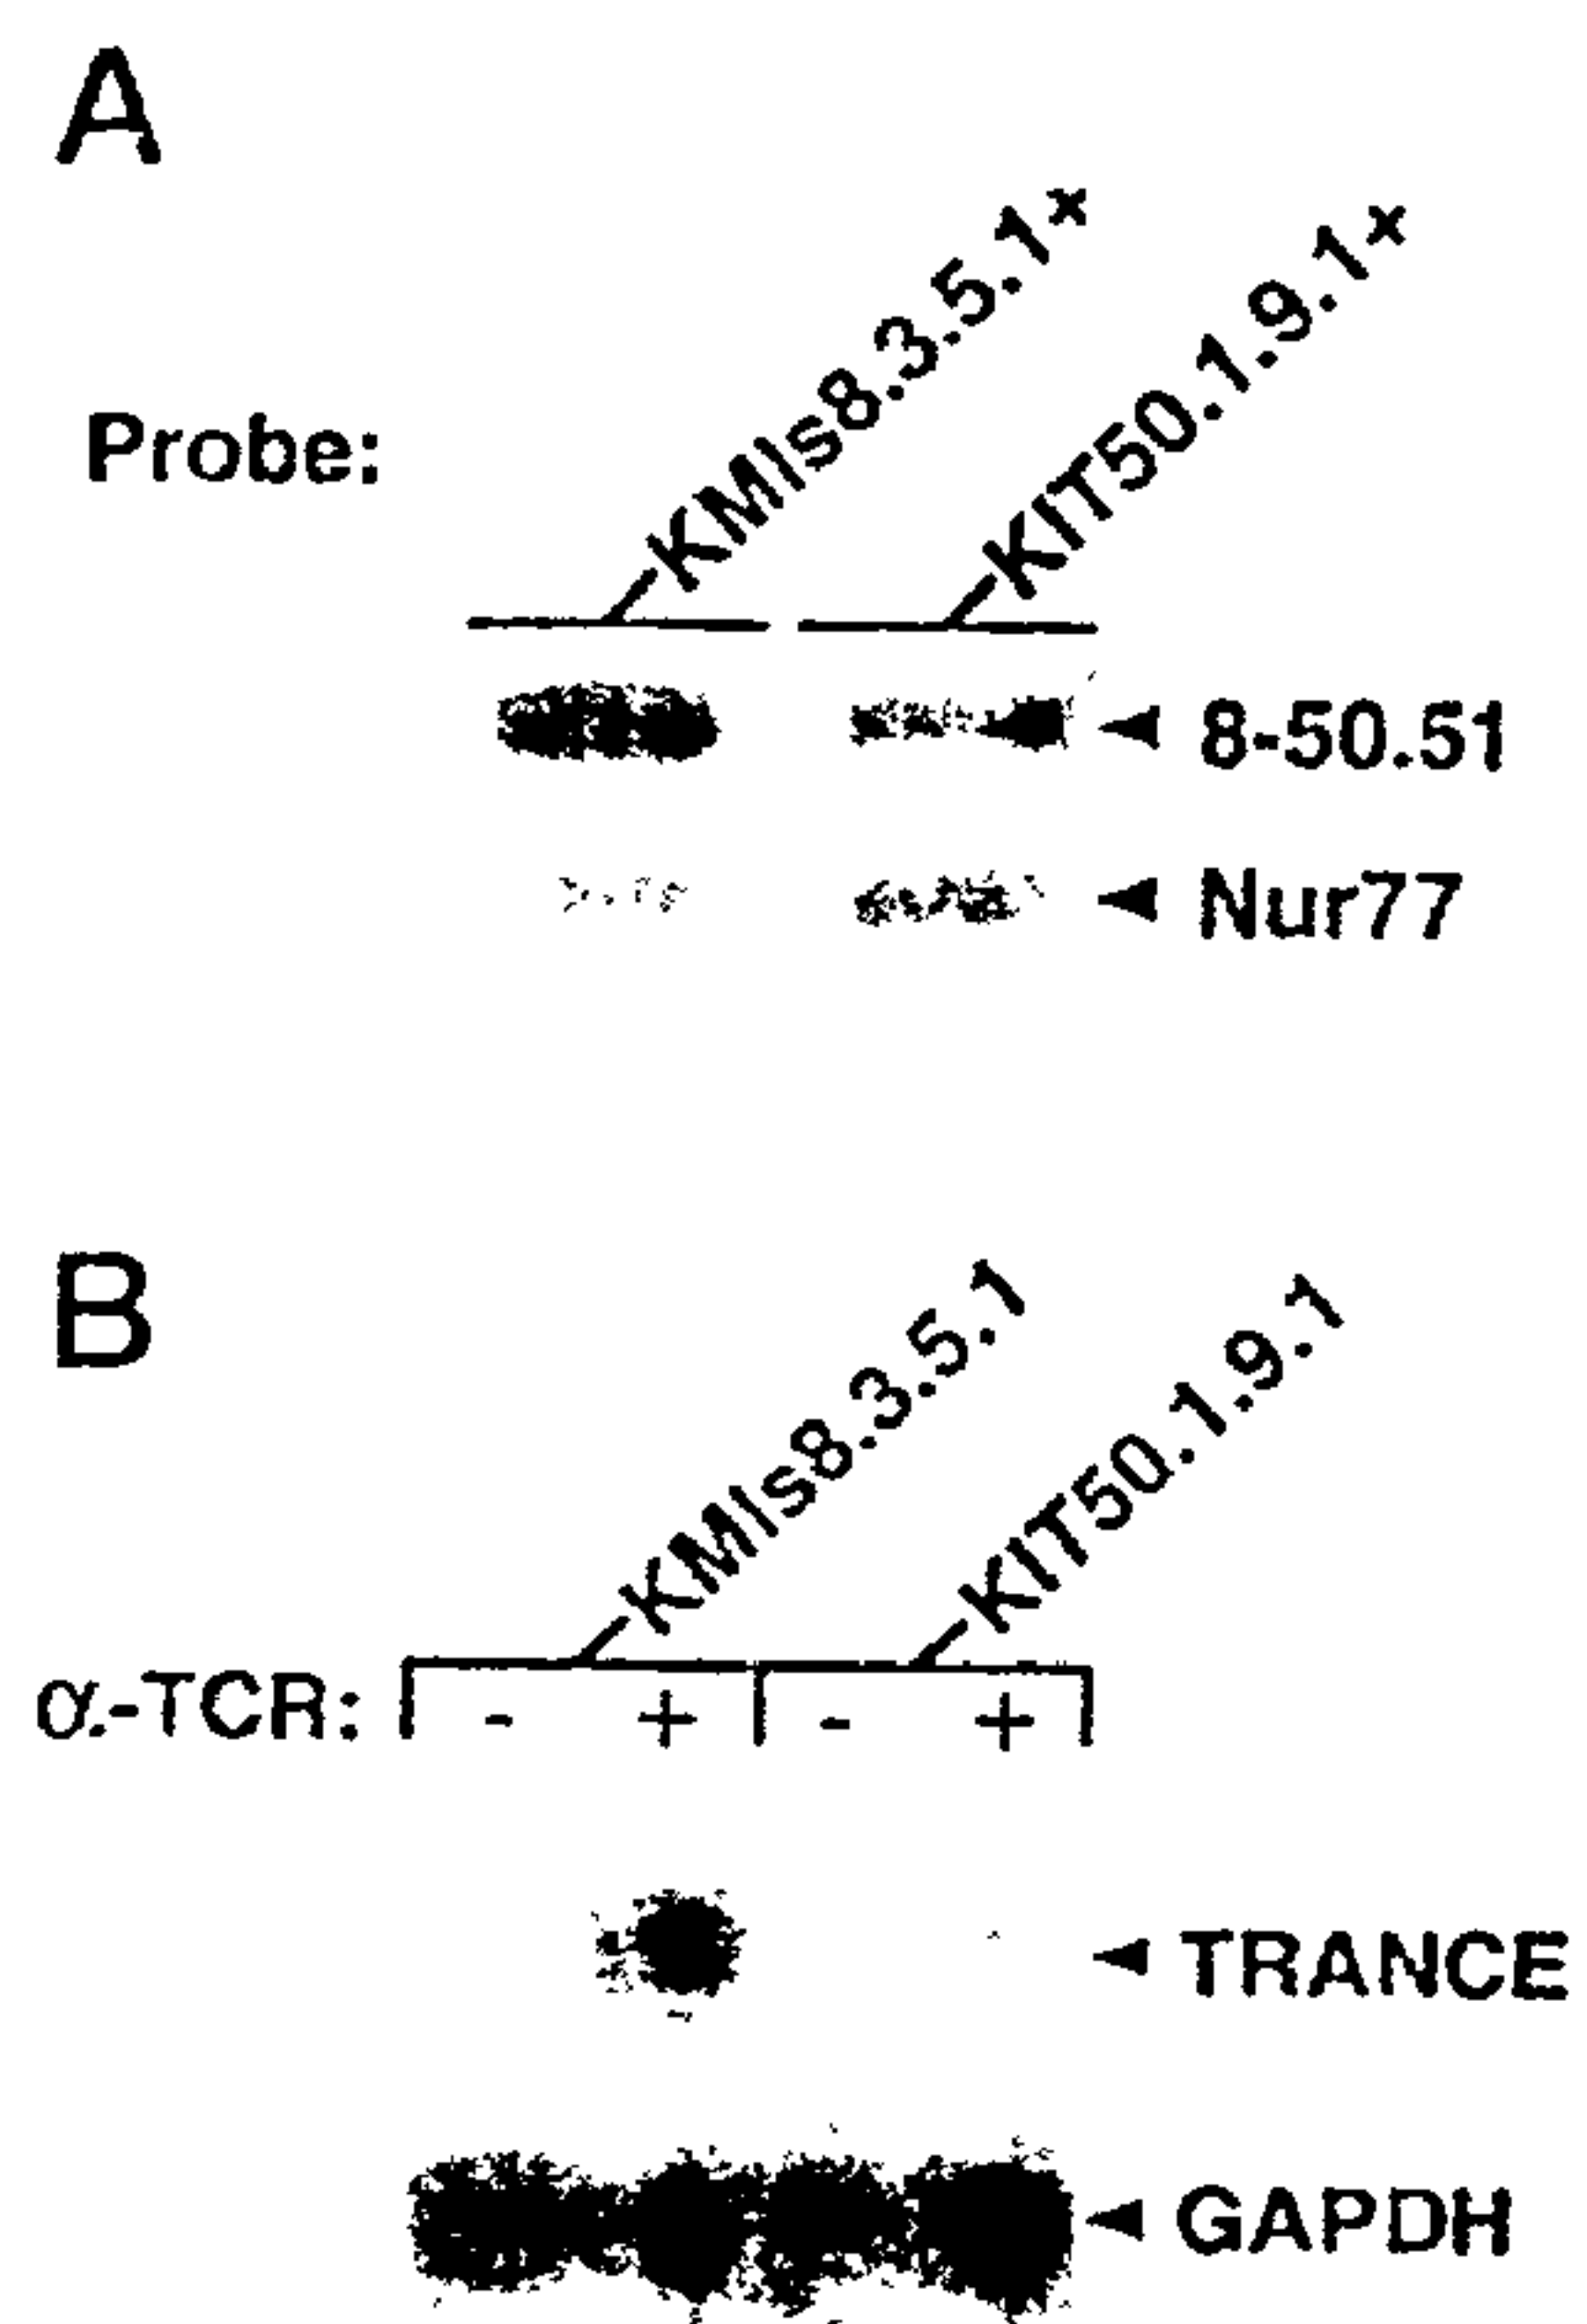 A
Probe:
KMls8.3.5.1*
KIT50.1.9.1*
8-50.51
Nur77
B
KMls8.3.5.1
KIT50.1.9.1
α-TCR: - + - +
TRANCE
GAPDH